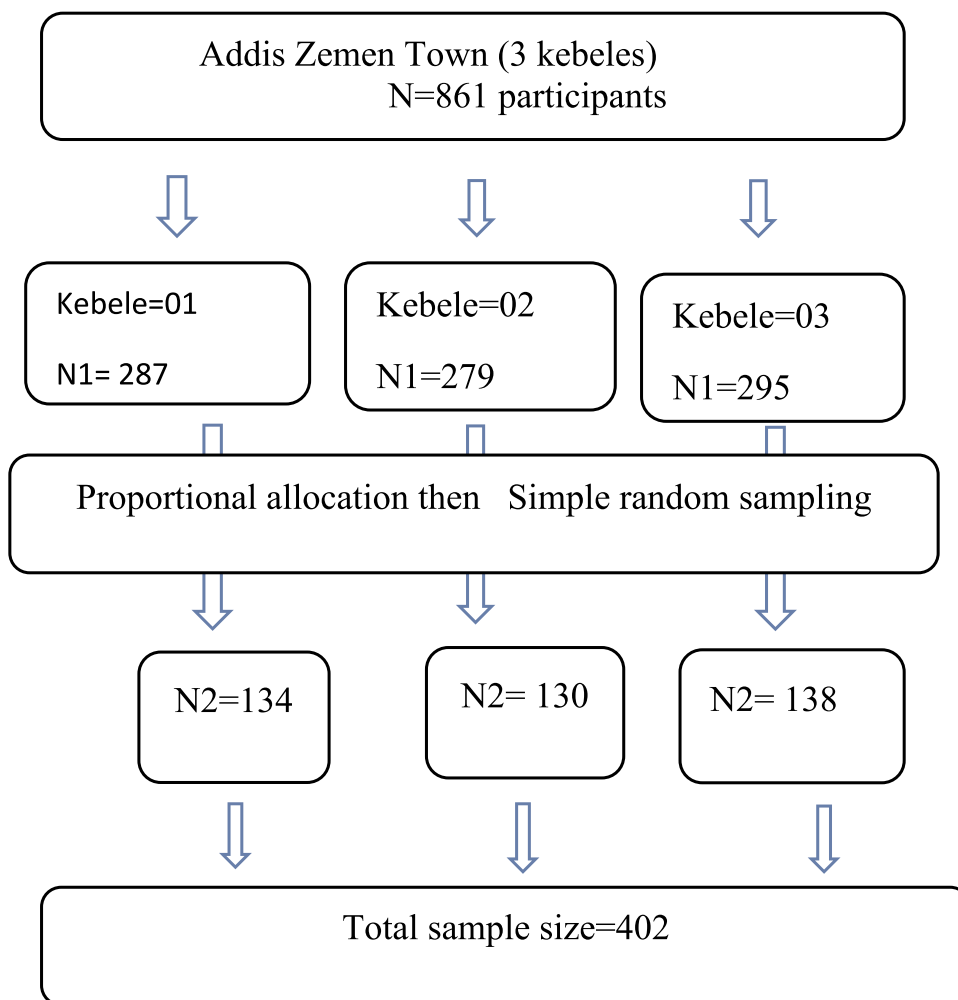 Addis Zemen Town (3 kebeles)
N=861 participants
Kebele=01
N1= 287
Kebele=02
N1=279
Kebele=03
N1=295
Proportional allocation then Simple random sampling
N2=134
N2= 130
N2= 138
Total sample size=402